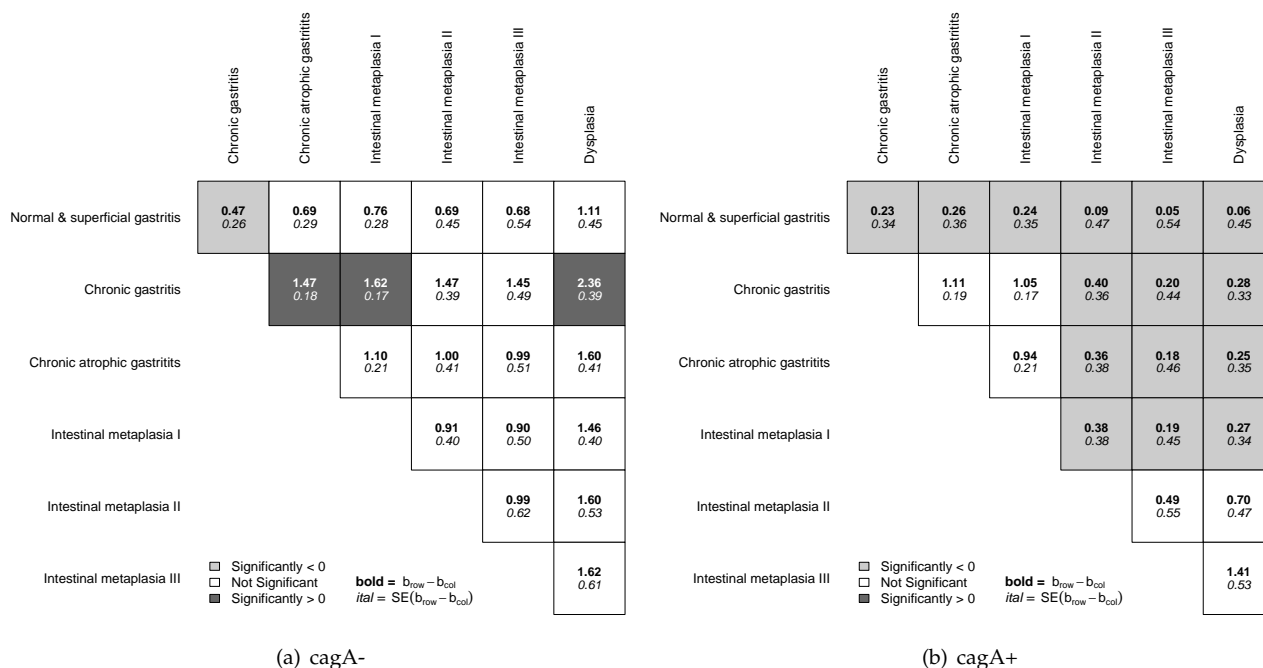 Chronic gastritis
Chronic atrophic gastritis
Intestinal metaplasia I
Intestinal metaplasia II
Intestinal metaplasia III
Dysplasia
Normal & superficial gastritis
0.47 0.69 0.76 0.69 0.68 1.11
0.26 0.29 0.28 0.45 0.54 0.45
Chronic gastritis
1.47 1.62 1.47 1.45 2.36
0.18 0.17 0.39 0.49 0.39
Chronic atrophic gastritits
1.10 1.00 0.99 1.60
0.21 0.41 0.51 0.41
Intestinal metaplasia I
0.91 0.90 1.46
0.40 0.50 0.40
Intestinal metaplasia II
0.99 1.60
0.62 0.53
Intestinal metaplasia III
1.62
0.61
Significantly < 0
Not Significant
Significantly > 0
bold = b_row − b_col
ital = SE(b_row − b_col)
(a) cagA-
Chronic gastritis
Chronic atrophic gastritis
Intestinal metaplasia I
Intestinal metaplasia II
Intestinal metaplasia III
Dysplasia
Normal & superficial gastritis
0.23 0.26 0.24 0.09 0.05 0.06
0.34 0.36 0.35 0.47 0.54 0.45
Chronic gastritis
1.11 1.05 0.40 0.20 0.28
0.19 0.17 0.36 0.44 0.33
Chronic atrophic gastritits
0.94 0.36 0.18 0.25
0.21 0.38 0.46 0.35
Intestinal metaplasia I
0.38 0.19 0.27
0.38 0.45 0.34
Intestinal metaplasia II
0.49 0.70
0.55 0.47
Intestinal metaplasia III
1.41
0.53
Significantly < 0
Not Significant
Significantly > 0
bold = b_row − b_col
ital = SE(b_row − b_col)
(b) cagA+